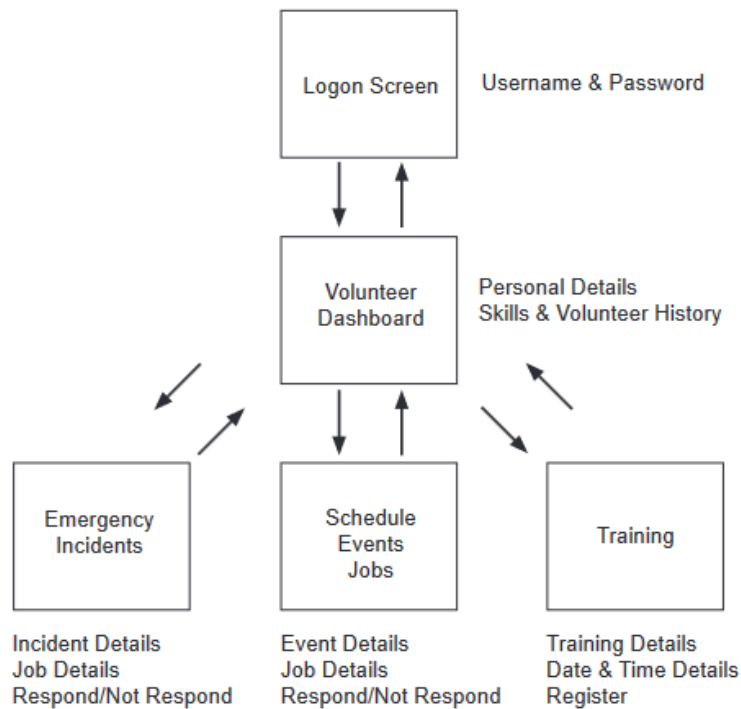 Logon Screen
Username & Password
Volunteer
Dashboard
Personal Details
Skills & Volunteer History
Emergency
Incidents
Schedule
Events
Jobs
Training
Incident Details
Job Details
Respond/Not Respond
Event Details
Job Details
Respond/Not Respond
Training Details
Date & Time Details
Register